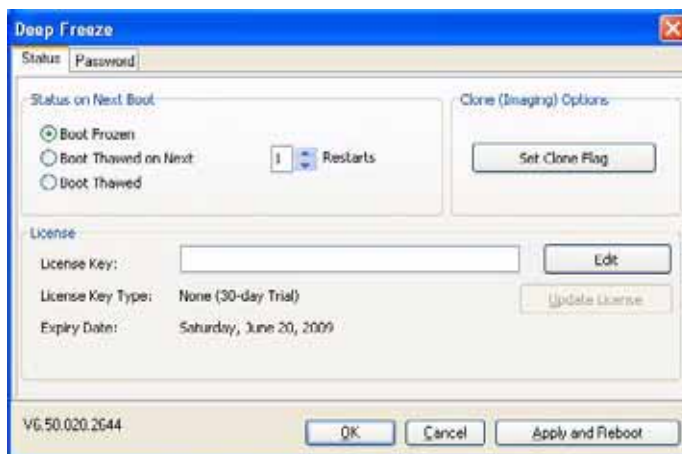 Deep Freeze
Status Password
Status on Next Boot
Boot Frozen
Boot Thawed on Next 1 Restarts
Boot Thawed
Clone (Imaging) Options
Set Clone Flag
License
License Key: Edit
License Key Type: None (30-day Trial) Update License
Expiry Date: Saturday, June 20, 2009
V6.50.020.2644 OK Cancel Apply and Reboot